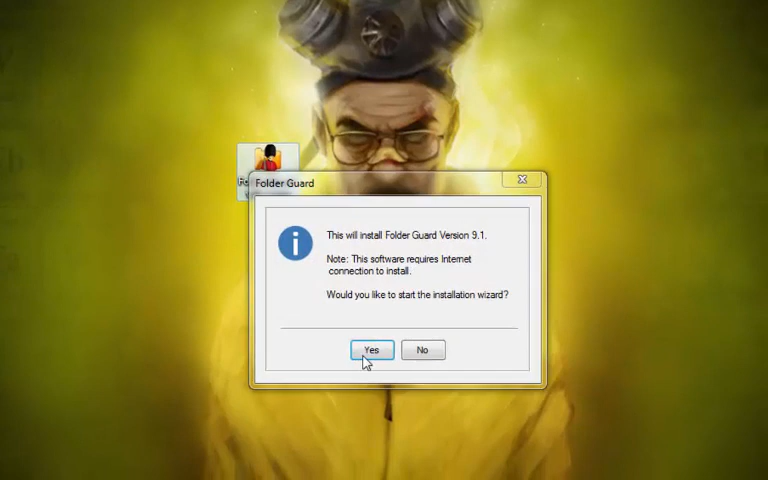 Folder Guard
This will install Folder Guard Version 9.1.
Note: This software requires Internet
connection to install.
Would you like to start the installation wizard?
Yes
No